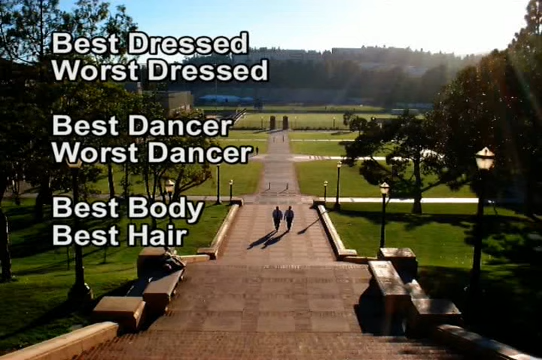 Best Dressed
Worst Dressed
Best Dancer
Worst Dancer
Best Body
Best Hair